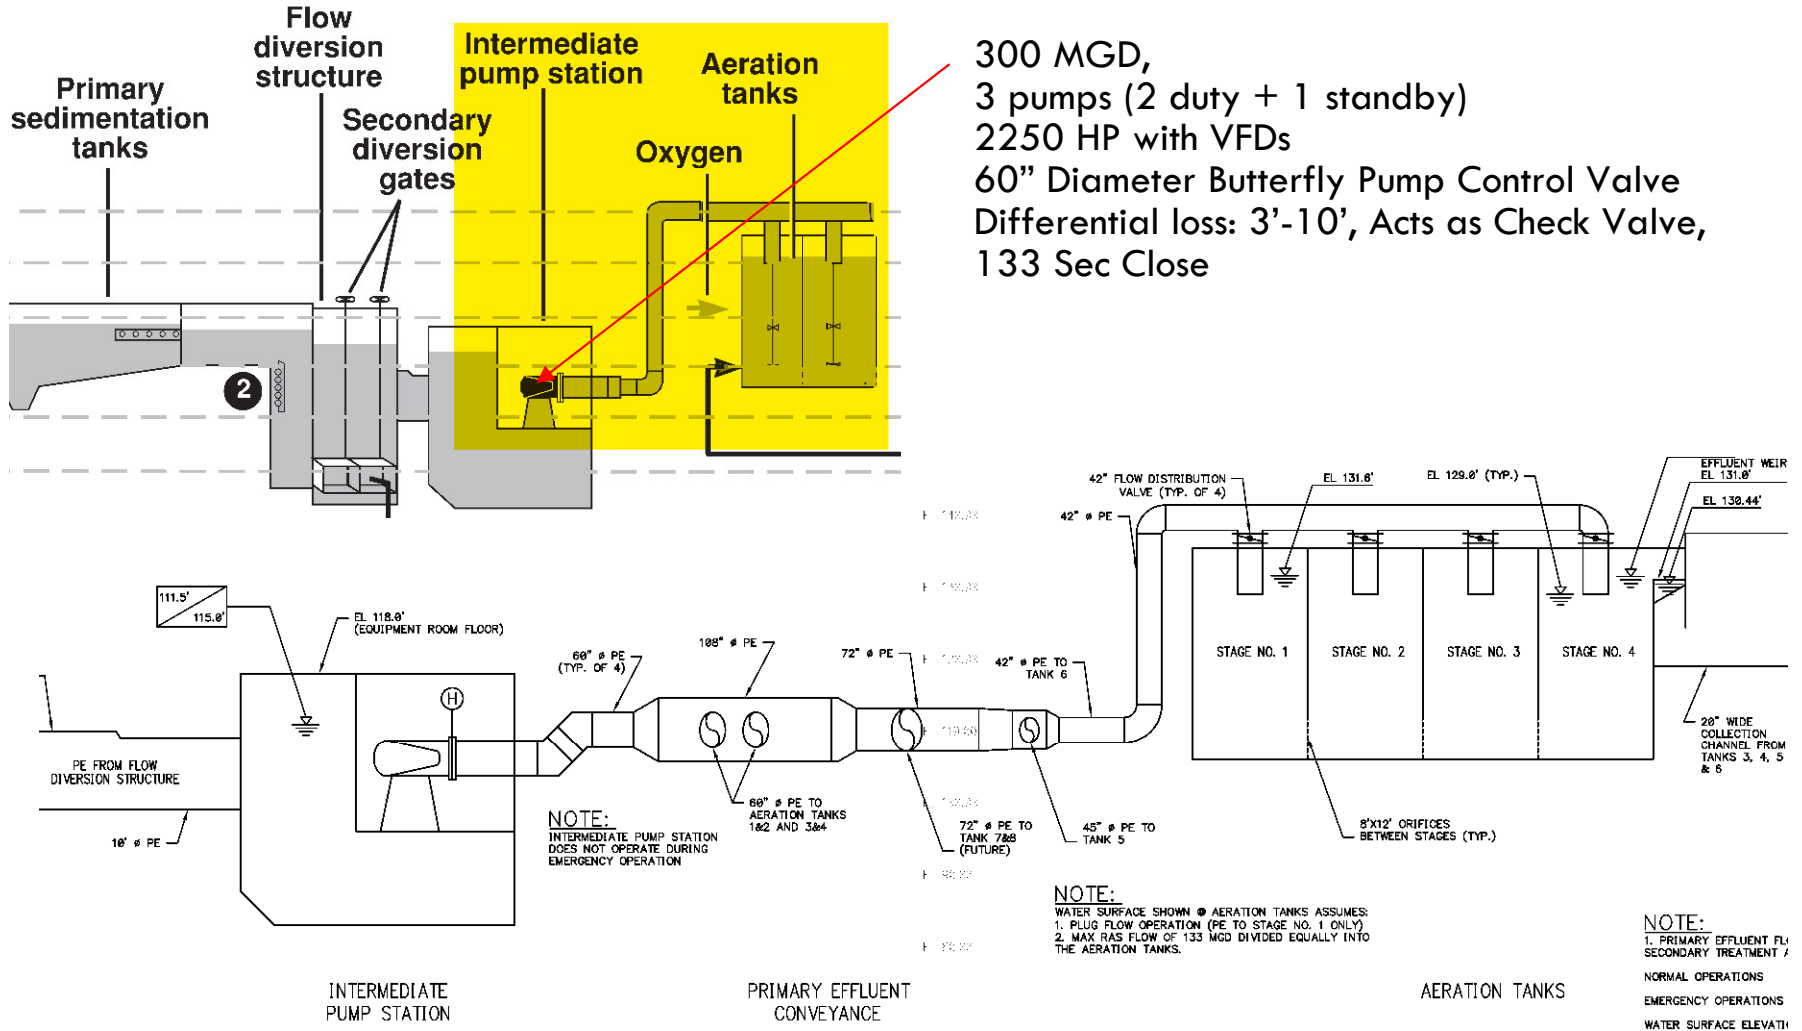 Flow
diversion
structure
Primary
sedimentation
tanks
Secondary
diversion
gates
Intermediate
pump station
Aeration
tanks
Oxygen
2
300 MGD,
3 pumps (2 duty + 1 standby)
2250 HP with VFDs
60” Diameter Butterfly Pump Control Valve
Differential loss: 3’-10’, Acts as Check Valve,
133 Sec Close
42" FLOW DISTRIBUTION
VALVE (TYP. OF 4)
42" ø PE
EL 131.6'
EL 129.0' (TYP.)
EFFLUENT WEIR
EL 131.0'
EL 130.44'
111.5'
115.0'
EL 118.0'
(EQUIPMENT ROOM FLOOR)
H
60" ø PE
(TYP. OF 4)
108" ø PE
72" ø PE
42" ø PE TO
TANK 6
STAGE NO. 1
STAGE NO. 2
STAGE NO. 3
STAGE NO. 4
PE FROM FLOW
DIVERSION STRUCTURE
10' ø PE
NOTE:
INTERMEDIATE PUMP STATION
DOES NOT OPERATE DURING
EMERGENCY OPERATION
60" ø PE TO
AERATION TANKS
1&2 AND 3&4
72" ø PE TO
TANK 7&8
(FUTURE)
45" ø PE TO
TANK 5
8'X12' ORIFICES
BETWEEN STAGES (TYP.)
20" WIDE
COLLECTION
CHANNEL FROM
TANKS 3, 4, 5
& 6
NOTE:
WATER SURFACE SHOWN @ AERATION TANKS ASSUMES:
1. PLUG FLOW OPERATION (PE TO STAGE NO. 1 ONLY)
2. MAX RAS FLOW OF 133 MGD DIVIDED EQUALLY INTO
THE AERATION TANKS.
NOTE:
1. PRIMARY EFFLUENT
SECONDARY TREATMENT
NORMAL OPERATIONS
EMERGENCY OPERATIONS
WATER SURFACE
INTERMEDIATE
PUMP STATION
PRIMARY EFFLUENT
CONVEYANCE
AERATION TANKS